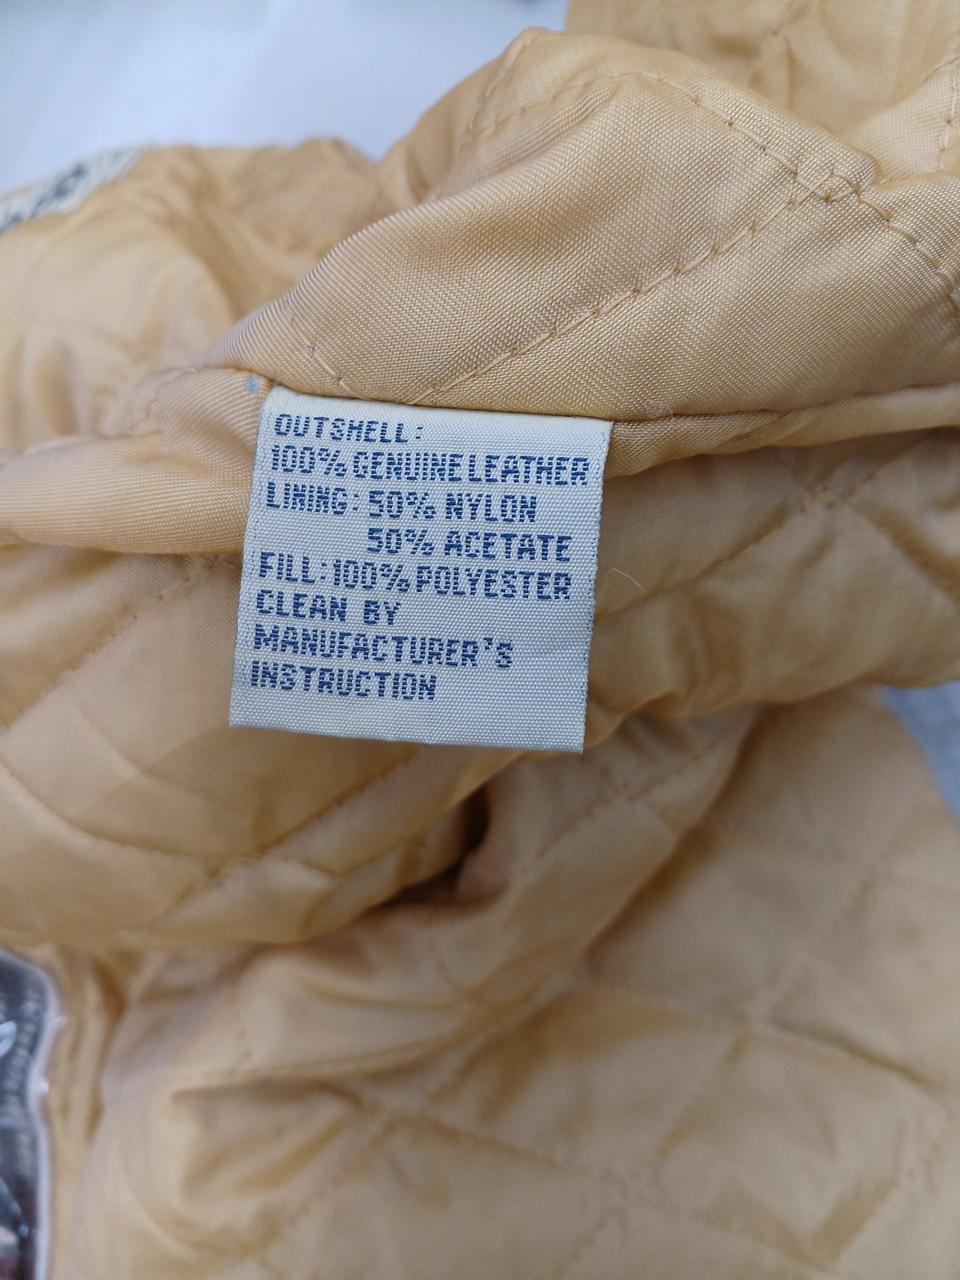 OUTSHELL:
100% GENUINE LEATHER
LINING: 50% NYLON
50% ACETATE
FILL: 100% POLYESTER
CLEAN BY
MANUFACTURER'S
INSTRUCTION